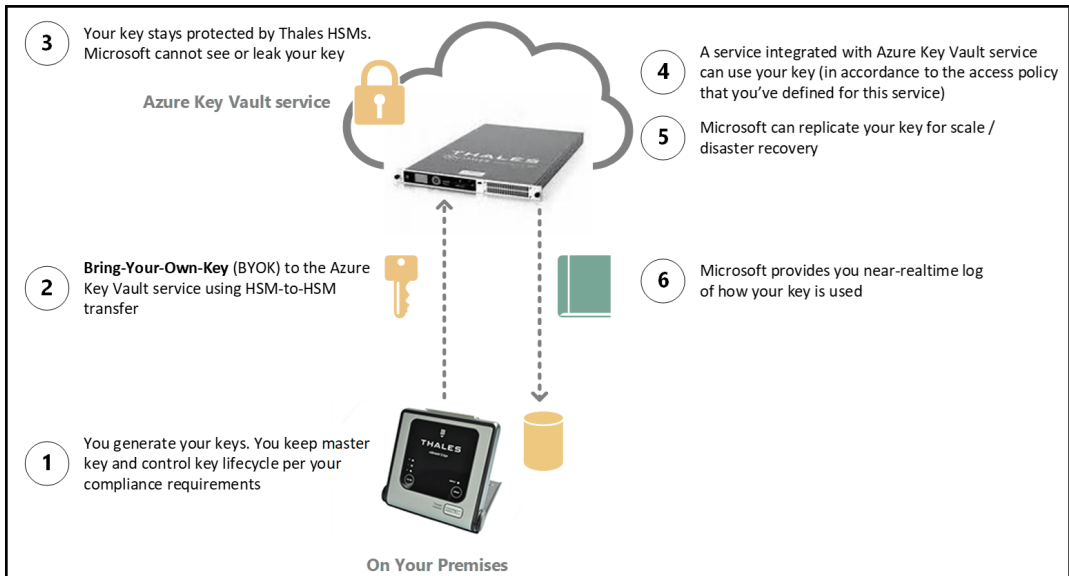 3
Your key stays protected by Thales HSMs.
Microsoft cannot see or leak your key
Azure Key Vault service
THALES
4
A service integrated with Azure Key Vault service
can use your key (in accordance to the access policy
that you’ve defined for this service)
5
Microsoft can replicate your key for scale /
disaster recovery
2
Bring-Your-Own-Key (BYOK) to the Azure
Key Vault service using HSM-to-HSM
transfer
6
Microsoft provides you near-realtime log
of how your key is used
1
You generate your keys. You keep master
key and control key lifecycle per your
compliance requirements
THALES
On Your Premises